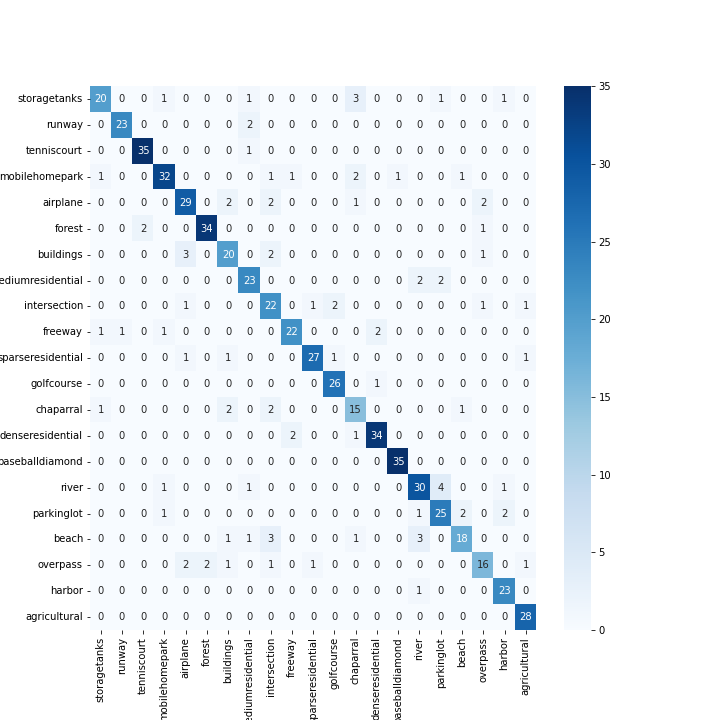 storagetanks 20 0 0 1 0 0 0 1 0 0 0 0 3 0 0 0 1 0 0 1 0
runway 0 23 0 0 0 0 0 2 0 0 0 0 0 0 0 0 0 0 0 0 0
tenniscourt 0 0 35 0 0 0 0 1 0 0 0 0 0 0 0 0 0 0 0 0 0
mobilehomepark 1 0 0 32 0 0 0 0 1 1 0 0 2 0 1 0 0 1 0 0 0
airplane 0 0 0 0 29 0 2 0 2 0 0 0 1 0 0 0 0 0 2 0 0
forest 0 0 2 0 0 34 0 0 0 0 0 0 0 0 0 0 0 0 1 0 0
buildings 0 0 0 0 3 0 20 0 2 0 0 0 0 0 0 0 0 0 1 0 0
ediumresidential 0 0 0 0 0 0 0 23 0 0 0 0 0 0 0 2 2 0 0 0 0
intersection 0 0 0 0 1 0 0 0 22 0 1 2 0 0 0 0 0 0 1 0 1
freeway 1 1 0 1 0 0 0 0 0 22 0 0 0 2 0 0 0 0 0 0 0
sparseresidential 0 0 0 0 1 0 1 0 0 0 27 1 0 0 0 0 0 0 0 0 1
golfcourse 0 0 0 0 0 0 0 0 0 0 0 26 0 1 0 0 0 0 0 0 0
chaparral 1 0 0 0 0 0 2 0 2 0 0 0 15 0 0 0 0 1 0 0 0
denseresidential 0 0 0 0 0 0 0 0 0 2 0 0 1 34 0 0 0 0 0 0 0
baseballdiamond 0 0 0 0 0 0 0 0 0 0 0 0 0 0 35 0 0 0 0 0 0
river 0 0 0 1 0 0 0 1 0 0 0 0 0 0 0 30 4 0 0 1 0
parkinglot 0 0 0 1 0 0 0 0 0 0 0 0 0 0 0 1 25 2 0 2 0
beach 0 0 0 0 0 0 1 1 3 0 0 0 1 0 0 3 0 18 0 0 0
overpass 0 0 0 0 2 2 1 0 1 0 1 0 0 0 0 0 0 0 16 0 1
harbor 0 0 0 0 0 0 0 0 0 0 0 0 0 0 0 1 0 0 0 23 0
agricultural 0 0 0 0 0 0 0 0 0 0 0 0 0 0 0 0 0 0 0 0 28
storagetanks
runway
tenniscourt
mobilehomepark
airplane
forest
buildings
ediumresidential
intersection
freeway
parseresidential
golfcourse
chaparral
denseresidential
baseballdiamond
river
parkinglot
beach
overpass
harbor
agricultural
35
30
25
20
15
10
5
0